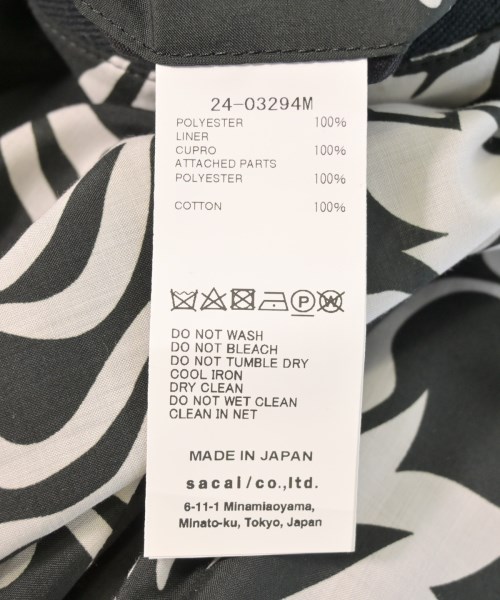 24-03294M
POLYESTER 100%
LINER
CUPRO 100%
ATTACHED PARTS
POLYESTER 100%
COTTON 100%
DO NOT WASH
DO NOT BLEACH
DO NOT TUMBLE DRY
COOL IRON
DRY CLEAN
DO NOT WET CLEAN
CLEAN IN NET
MADE IN JAPAN
sacai/co.,ltd.
6-11-1 Minamiaoyama,
Minato-ku, Tokyo, Japan